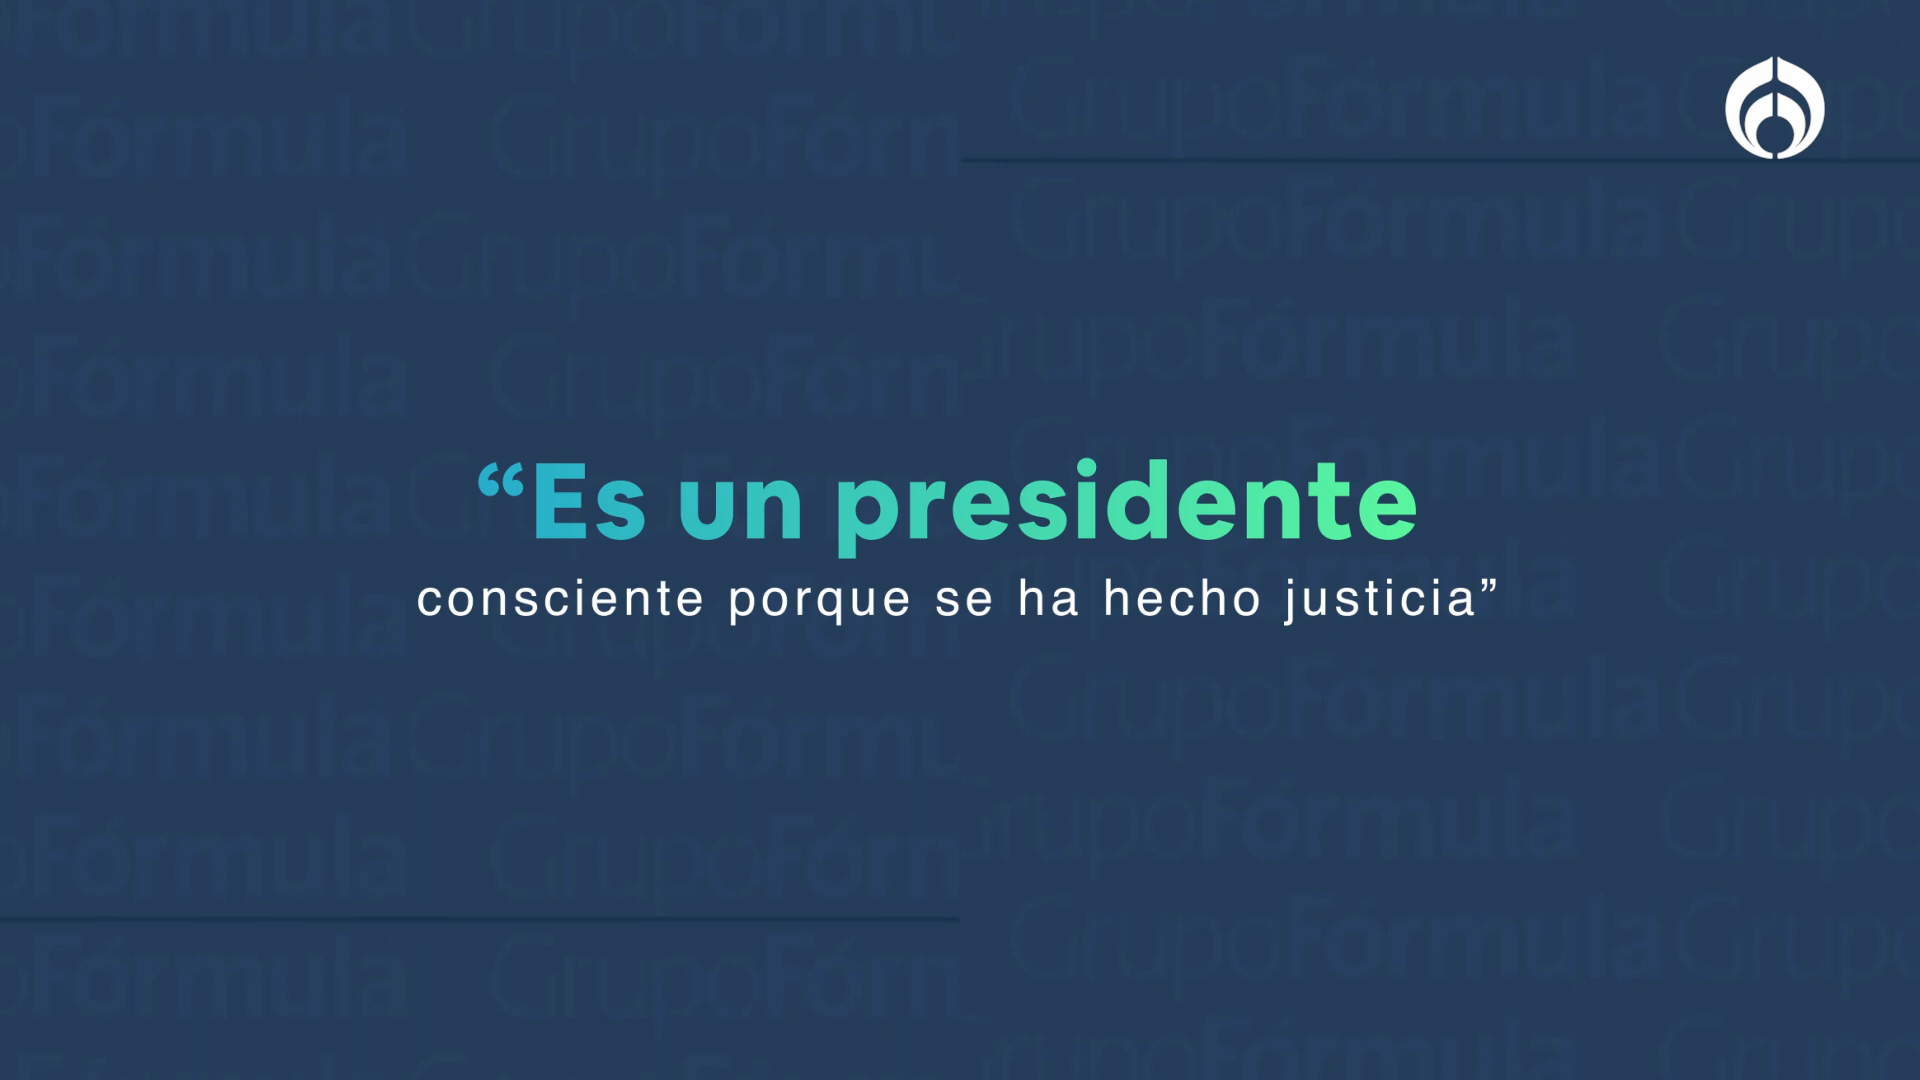 “Es un presidente
consciente porque se ha hecho justicia”